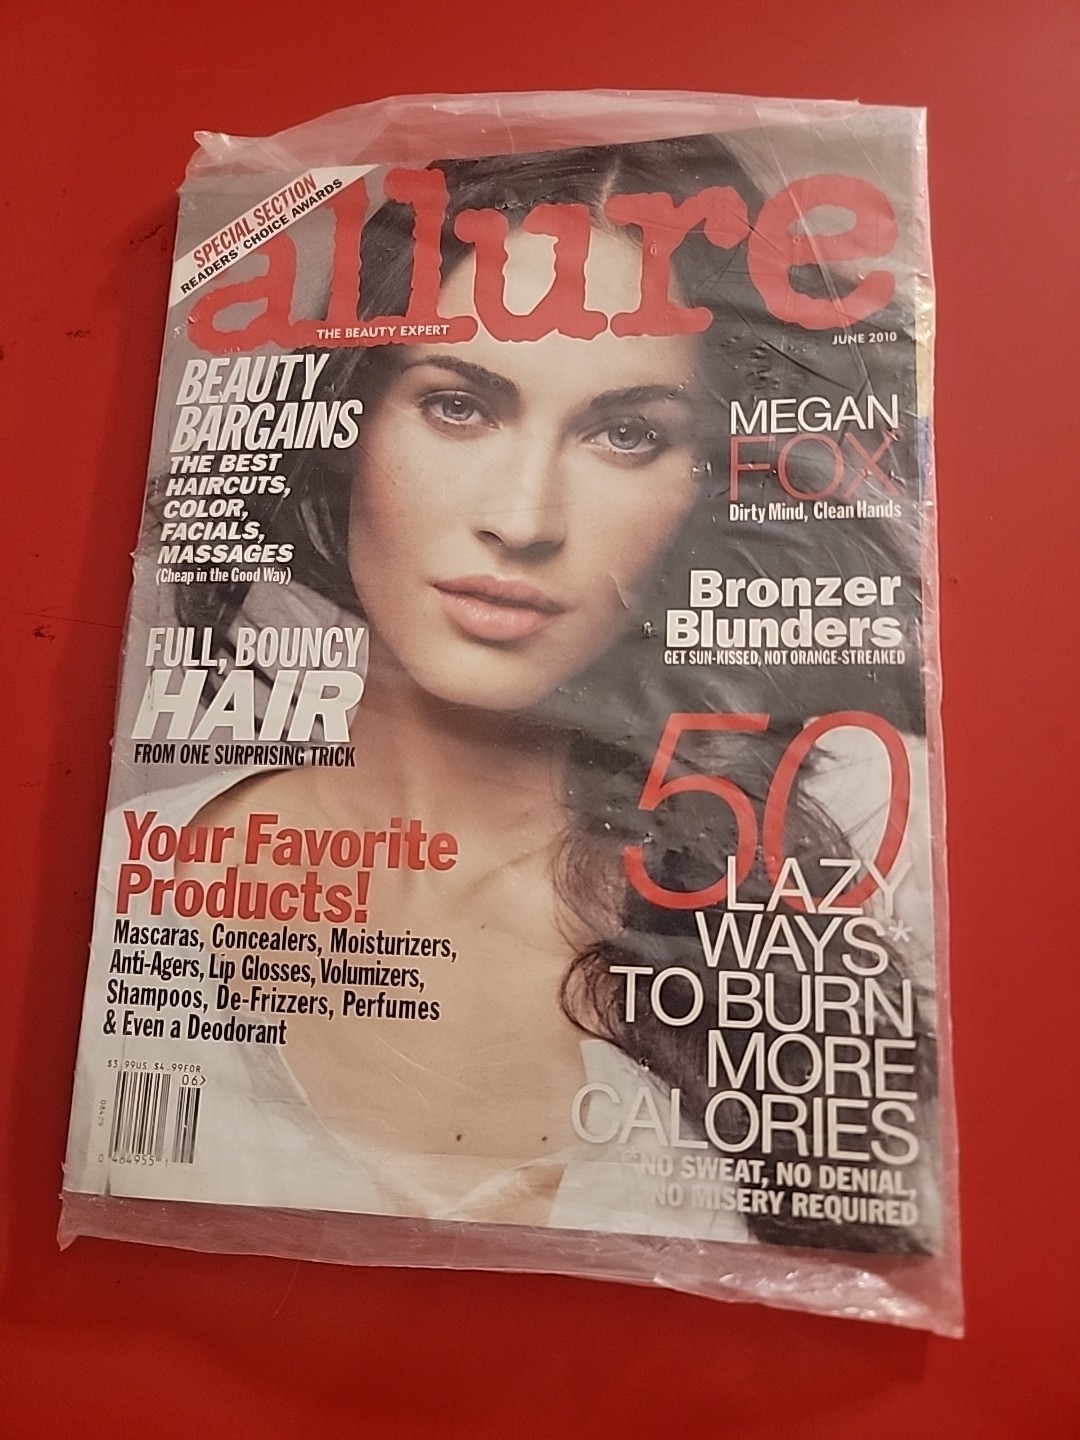 SPECIAL SECTION
READERS' CHOICE AWARDS
allure
THE BEAUTY EXPERT
JUNE 2010
BEAUTY
BARGAINS
THE BEST
HAIRCUTS,
COLOR,
FACIALS,
MASSAGES
(Cheap in the Good Way)
FULL, BOUNCY
HAIR
FROM ONE SURPRISING TRICK
Your Favorite
Products!
Mascaras, Concealers, Moisturizers,
Anti-Agers, Lip Glosses, Volumizers,
Shampoos, De-Frizzers, Perfumes
& Even a Deodorant
$3.99US $4.99FOR
06>
MEGAN
FOX
Dirty Mind, Clean Hands
Bronzer
Blunders
GET SUN-KISSED, NOT ORANGE-STREAKED
50
LAZY
WAYS*
TO BURN
MORE
CALORIES
*NO SWEAT, NO DENIAL,
NO MISERY REQUIRED